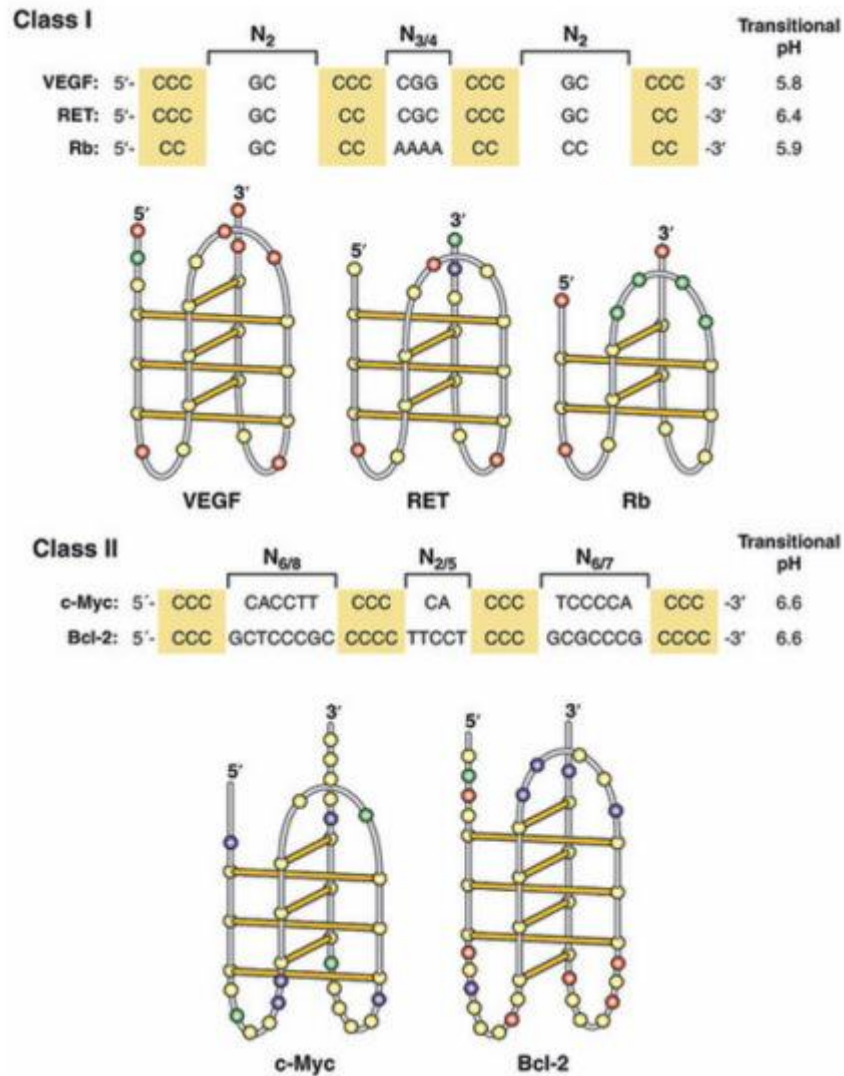 Class I
N2 N3/4 N2 Transitional pH
VEGF: 5′- CCC GC CCC CGG CCC GC CCC -3′ 5.8
RET: 5′- CCC GC CC CGC CCC GC CC -3′ 6.4
Rb: 5′- CC GC CC AAAA CC CC CC -3′ 5.9
5′ 3′ 5′ 3′ 5′ 3′
VEGF RET Rb
Class II
N6/8 N2/5 N6/7 Transitional pH
c-Myc: 5′- CCC CACCTT CCC CA CCC TCCCCA CCC -3′ 6.6
Bcl-2: 5′- CCC GCTCCCGC CCCC TTCCT CCC GCGCCCG CCCC -3′ 6.6
5′ 3′ 5′ 3′
c-Myc Bcl-2